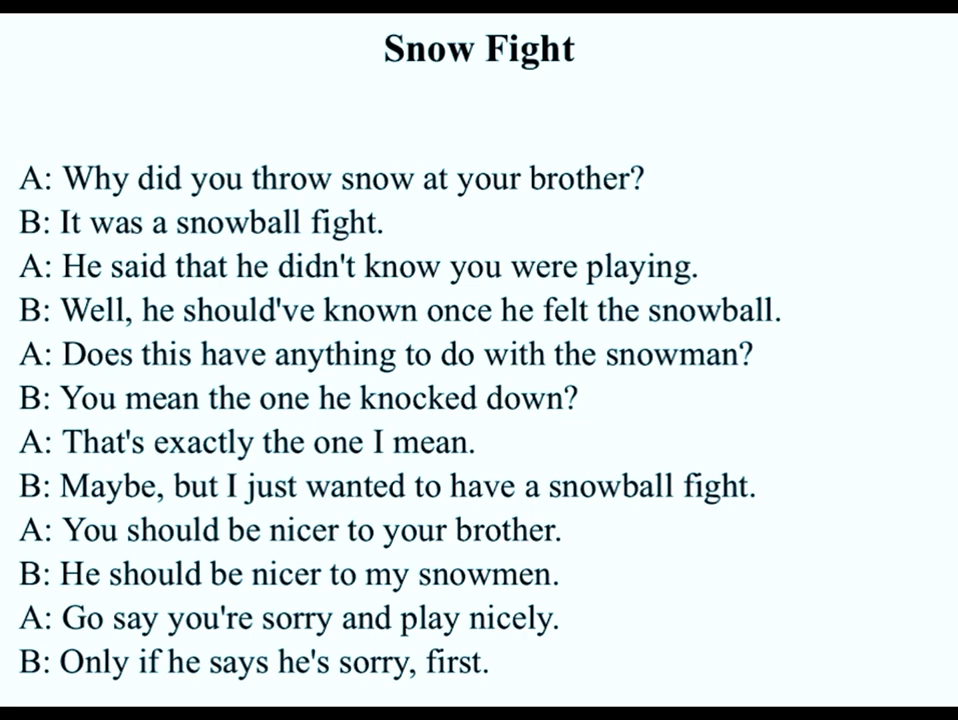 Snow Fight
A: Why did you throw snow at your brother?
B: It was a snowball fight.
A: He said that he didn't know you were playing.
B: Well, he should've known once he felt the snowball.
A: Does this have anything to do with the snowman?
B: You mean the one he knocked down?
A: That's exactly the one I mean.
B: Maybe, but I just wanted to have a snowball fight.
A: You should be nicer to your brother.
B: He should be nicer to my snowmen.
A: Go say you're sorry and play nicely.
B: Only if he says he's sorry, first.